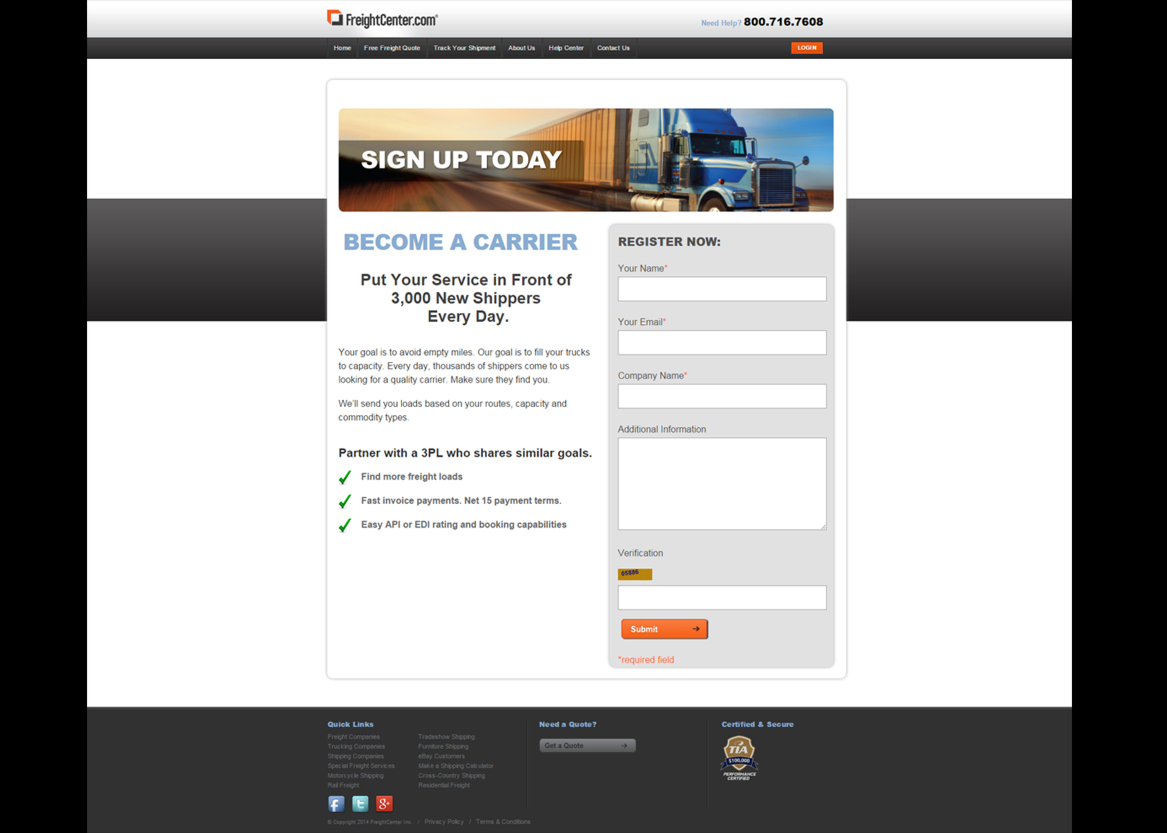 FreightCenter.com
Need Help? 800.716.7608
Home Free Freight Quote Track Your Shipment About Us Help Center Contact Us LOGIN
SIGN UP TODAY
BECOME A CARRIER
Put Your Service in Front of
3,000 New Shippers
Every Day.
Your goal is to avoid empty miles. Our goal is to fill your trucks
to capacity. Every day, thousands of shippers come to us
looking for a quality carrier. Make sure they find you.
We'll send you loads based on your routes, capacity and
commodity types.
Partner with a 3PL who shares similar goals.
Find more freight loads
Fast invoice payments. Net 15 payment terms.
Easy API or EDI rating and booking capabilities
REGISTER NOW:
Your Name*
Your Email*
Company Name*
Additional Information
Verification
Submit
*required field
Quick Links
Freight Companies
Trucking Companies
Shipping Companies
Special Freight Services
Motorcycle Shipping
Rail Freight
Tradeshow Shipping
Furniture Shipping
eBay Customers
Make a Shipping Calculator
Cross-Country Shipping
Residential Freight
Need a Quote?
Get a Quote
Certified & Secure
TIA
$100,000
PERFORMANCE
CERTIFIED
© Copyright 2014 FreightCenter Inc. | Privacy Policy / Terms & Conditions